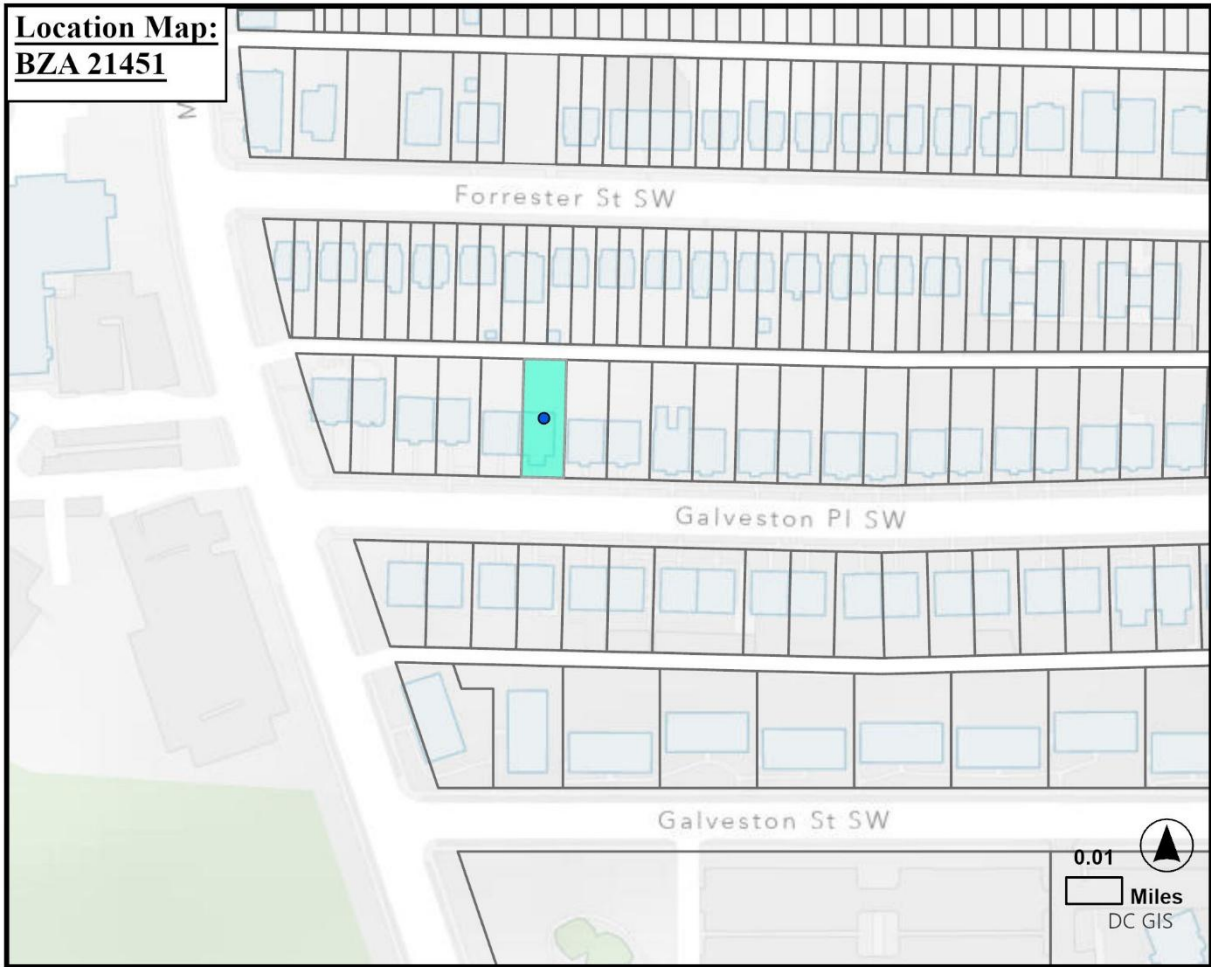 Location Map:
BZA 21451
Forrester St SW
Galveston Pl SW
Galveston St SW
0.01
Miles
DC GIS